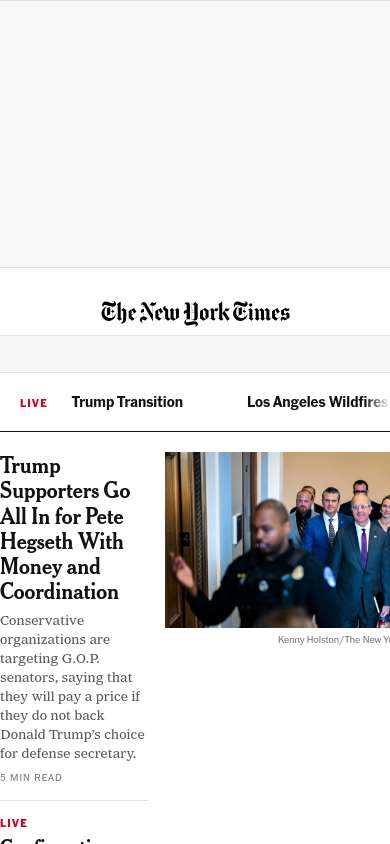 The New York Times
LIVE Trump Transition Los Angeles Wildfires
Trump
Supporters Go
All In for Pete
Hegseth With
Money and
Coordination
Conservative
organizations are
targeting G.O.P.
senators, saying that
they will pay a price if
they do not back
Donald Trump’s choice
for defense secretary.
5 MIN READ
Kenny Holston/The New Yo
LIVE